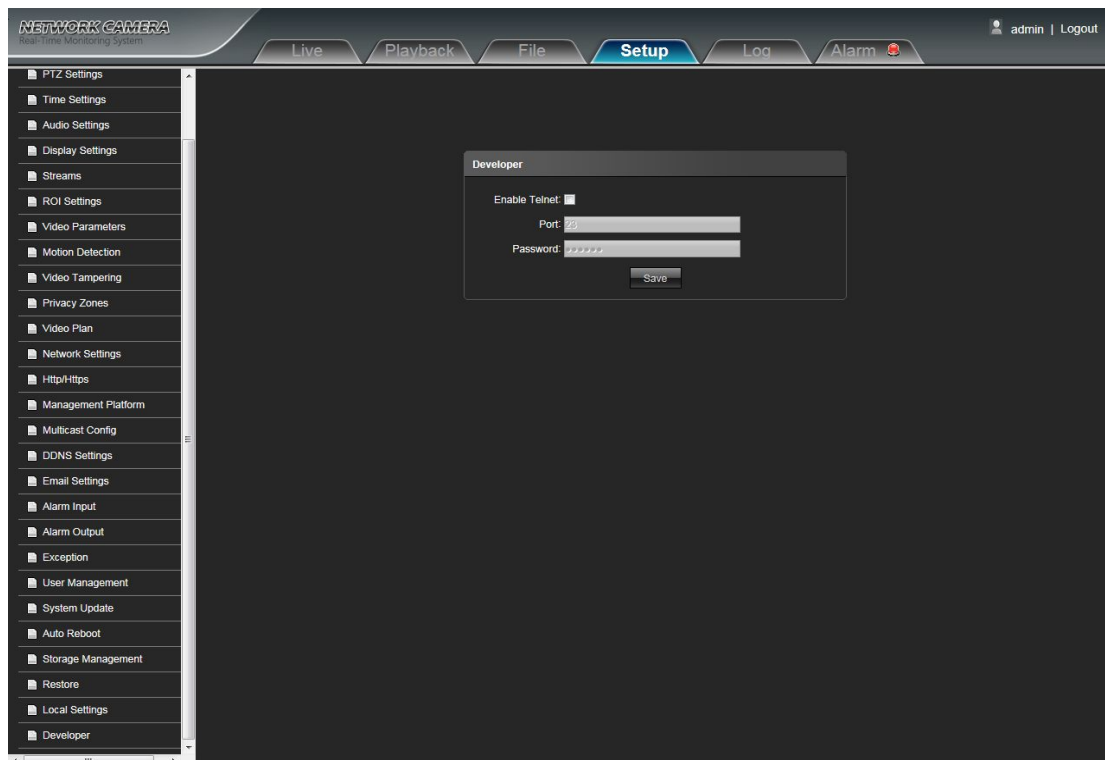 NETWORK CAMERA
Real-Time Monitoring System
Live
Playback
File
Setup
Log
Alarm
admin | Logout
PTZ Settings
Time Settings
Audio Settings
Display Settings
Streams
ROI Settings
Video Parameters
Motion Detection
Video Tampering
Privacy Zones
Video Plan
Network Settings
Http/Https
Management Platform
Multicast Config
DDNS Settings
Email Settings
Alarm Input
Alarm Output
Exception
User Management
System Update
Auto Reboot
Storage Management
Restore
Local Settings
Developer
Developer
Enable Telnet:
Port: 23
Password: ••••••
Save